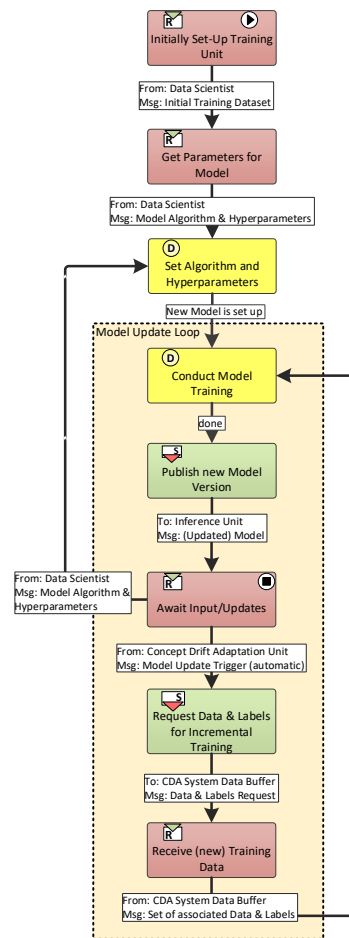 R
Initially Set-Up Training
Unit
From: Data Scientist
Msg: Initial Training Dataset
R
Get Parameters for
Model
From: Data Scientist
Msg: Model Algorithm & Hyperparameters
D
Set Algorithm and
Hyperparameters
New Model is set up
Model Update Loop
D
Conduct Model
Training
done
S
Publish new Model
Version
To: Inference Unit
Msg: (Updated) Model
From: Data Scientist
Msg: Model Algorithm &
Hyperparameters
R
Await Input/Updates
From: Concept Drift Adaptation Unit
Msg: Model Update Trigger (automatic)
S
Request Data & Labels
for Incremental
Training
To: CDA System Data Buffer
Msg: Data & Labels Request
R
Receive (new) Training
Data
From: CDA System Data Buffer
Msg: Set of associated Data & Labels